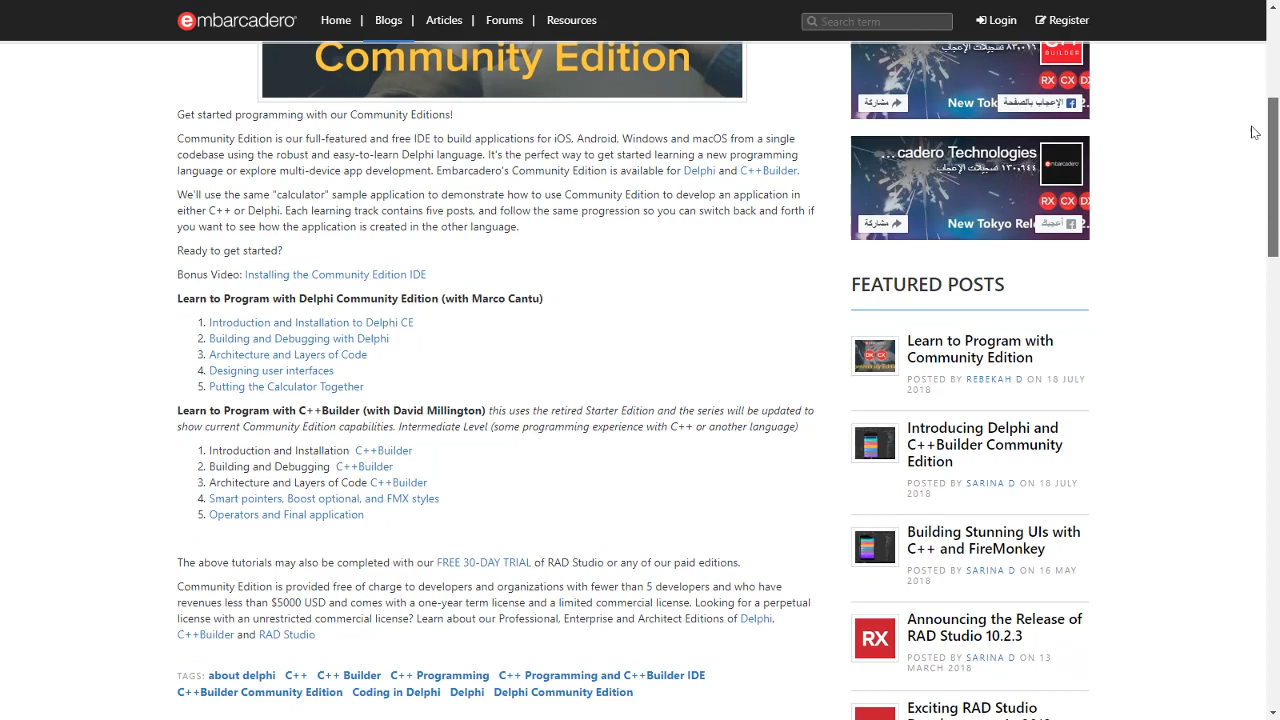 embarcadero
Home | Blogs | Articles | Forums | Resources
Search term
Login
Register
Community Edition
Get started programming with our Community Editions!
Community Edition is our full-featured and free IDE to build applications for iOS, Android, Windows and macOS from a single
codebase using the robust and easy-to-learn Delphi language. It's the perfect way to get started learning a new programming
language or explore multi-device app development. Embarcadero's Community Edition is available for Delphi and C++Builder.
We'll use the same "calculator" sample application to demonstrate how to use Community Edition to develop an application in
either C++ or Delphi. Each learning track contains five posts, and follow the same progression so you can switch back and forth if
you want to see how the application is created in the other language.
Ready to get started?
Bonus Video: Installing the Community Edition IDE
Learn to Program with Delphi Community Edition (with Marco Cantu)
1. Introduction and Installation to Delphi CE
2. Building and Debugging with Delphi
3. Architecture and Layers of Code
4. Designing user interfaces
5. Putting the Calculator Together
Learn to Program with C++Builder (with David Millington) this uses the retired Starter Edition and the series will be updated to
show current Community Edition capabilities. Intermediate Level (some programming experience with C++ or another language)
1. Introduction and Installation C++Builder
2. Building and Debugging C++Builder
3. Architecture and Layers of Code C++Builder
4. Smart pointers, Boost optional, and FMX styles
5. Operators and Final application
The above tutorials may also be completed with our FREE 30-DAY TRIAL of RAD Studio or any of our paid editions.
Community Edition is provided free of charge to developers and organizations with fewer than 5 developers and who have
revenues less than $5000 USD and comes with a one-year term license and a limited commercial license. Looking for a perpetual
license with an unrestricted commercial license? Learn about our Professional, Enterprise and Architect Editions of Delphi,
C++Builder and RAD Studio
TAGS: about delphi C++ C++ Builder C++ Programming C++ Programming and C++Builder IDE
C++Builder Community Edition Coding in Delphi Delphi Delphi Community Edition
٨٣,٠١٦ تسجيلات الإعجاب
BUILDER
RX CX
New Tok
مشاركة
الإعجاب بالصفحة
...cadero Technologies
١٣٠,٦٤٤ تسجيلات الإعجاب
embarcadero
RX CX
New Tokyo Rel
مشاركة
أعجبك
FEATURED POSTS
Learn to Program with
Community Edition
POSTED BY REBEKAH D ON 18 JULY
2018
Introducing Delphi and
C++Builder Community
Edition
POSTED BY SARINA D ON 18 JULY
2018
Building Stunning UIs with
C++ and FireMonkey
POSTED BY SARINA D ON 16 MAY
2018
RX
Announcing the Release of
RAD Studio 10.2.3
POSTED BY SARINA D ON 13
MARCH 2018
Exciting RAD Studio